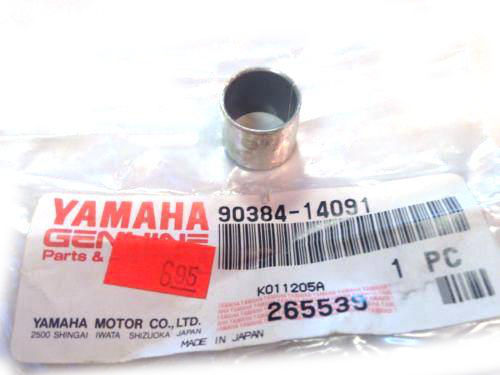 YAMAHA
GENUINE
Parts &
90384-14091
6.95
1 PC
K011205A
265539
YAMAHA MOTOR CO., LTD.
2500 SHINGAI IWATA SHIZUOKA JAPAN
MADE IN JAPAN